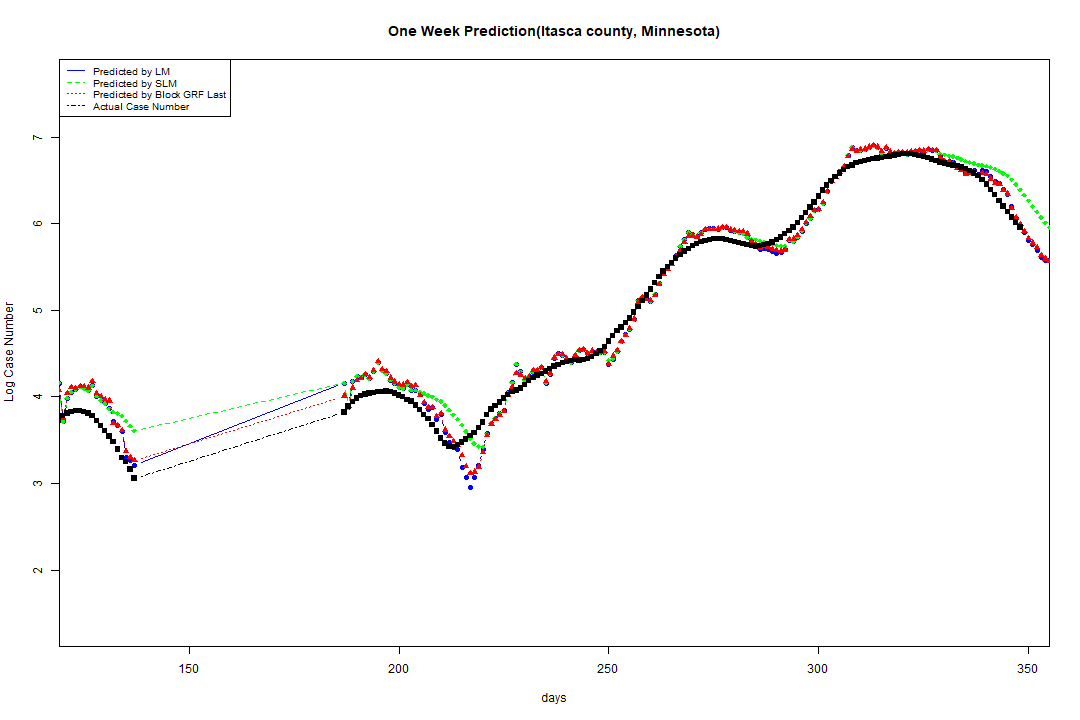 One Week Prediction(Itasca county, Minnesota)
Predicted by LM
Predicted by SLM
Predicted by Block GRF Last
Actual Case Number
7
6
5
4
3
2
Log Case Number
150 200 250 300 350
days